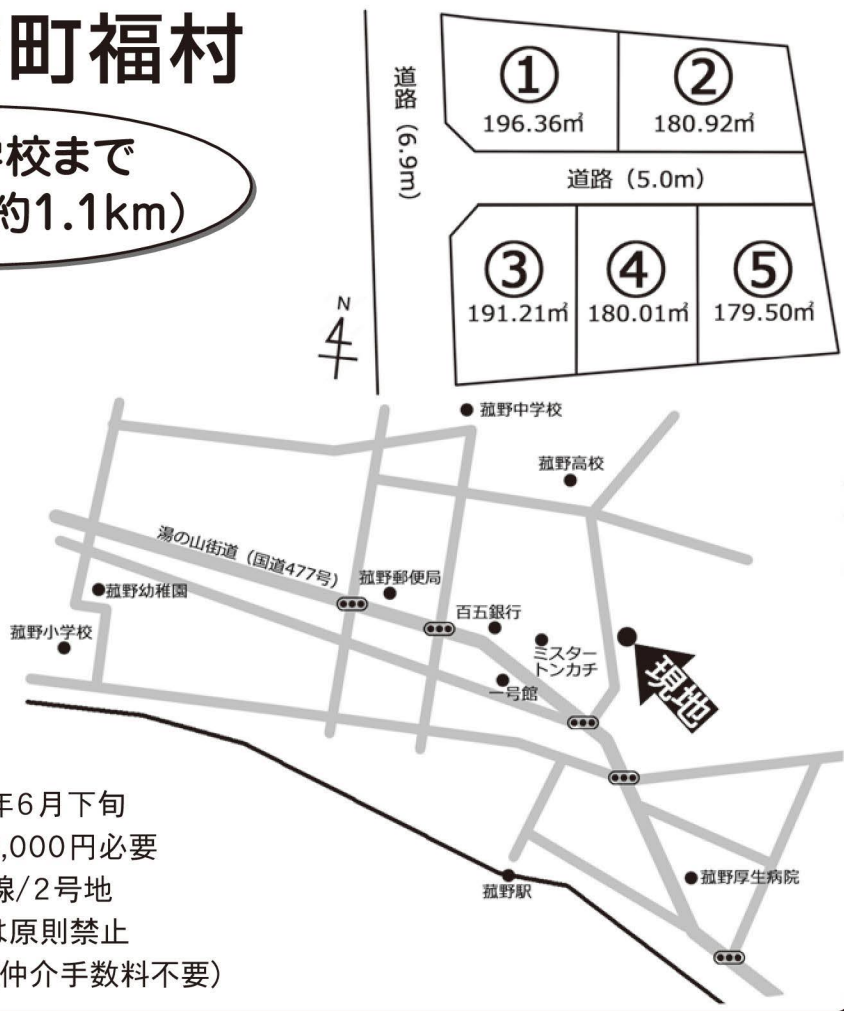 町福村
学校まで
約1.1km）
道路（6.9m）
①
196.36㎡
②
180.92㎡
道路（5.0m）
③
191.21㎡
④
180.01㎡
⑤
179.50㎡
N
菰野中学校
菰野高校
湯の山街道（国道477号）
菰野郵便局
菰野幼稚園
百五銀行
菰野小学校
ミスター
トンカチ
一号館
現地
菰野駅
菰野厚生病院
年6月下旬
,000円必要
線/2号地
は原則禁止
仲介手数料不要）